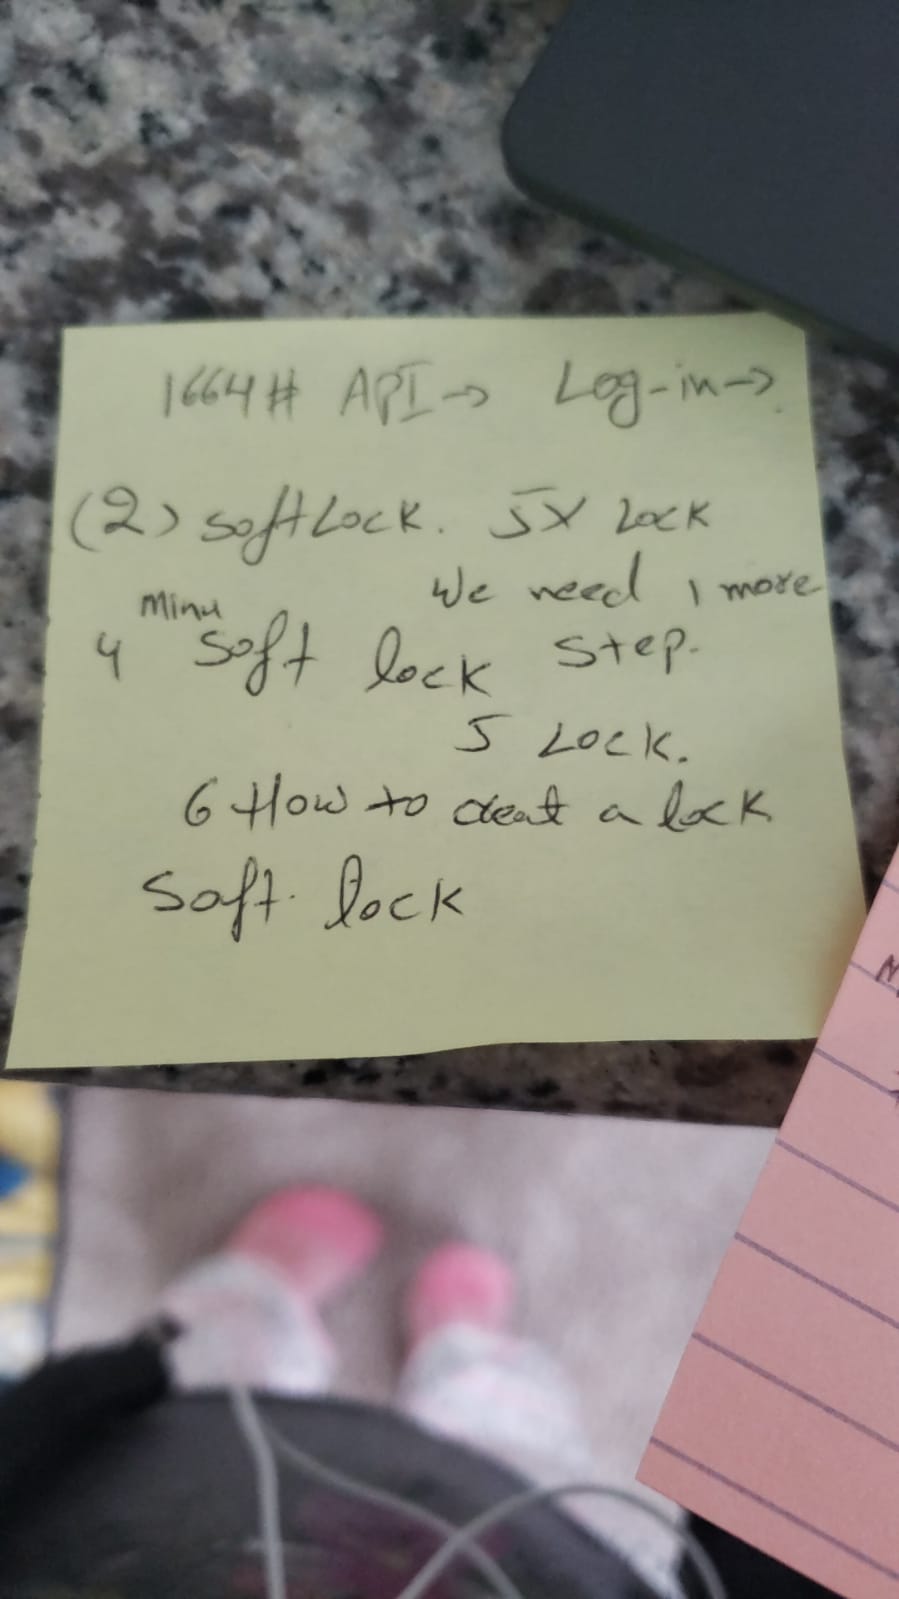 1664# API→ Log-in→
(2) softLock. 5X Lock
We need 1 more
Minu
4 Soft lock step.
5 Lock.
6 How to a lock
Soft. lock